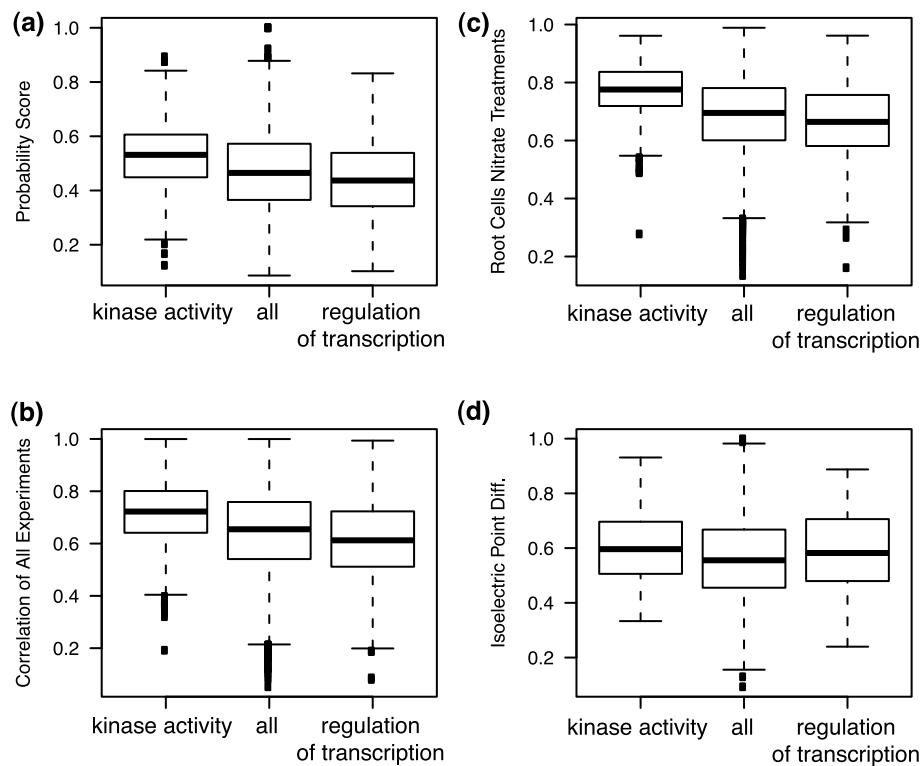 (a)
Probability Score
1.0
0.8
0.6
0.4
0.2
kinase activity
all
regulation
of transcription
(c)
Root Cells Nitrate Treatments
1.0
0.8
0.6
0.4
0.2
kinase activity
all
regulation
of transcription
(b)
Correlation of All Experiments
1.0
0.8
0.6
0.4
0.2
kinase activity
all
regulation
of transcription
(d)
Isoelectric Point Diff.
1.0
0.8
0.6
0.4
0.2
kinase activity
all
regulation
of transcription